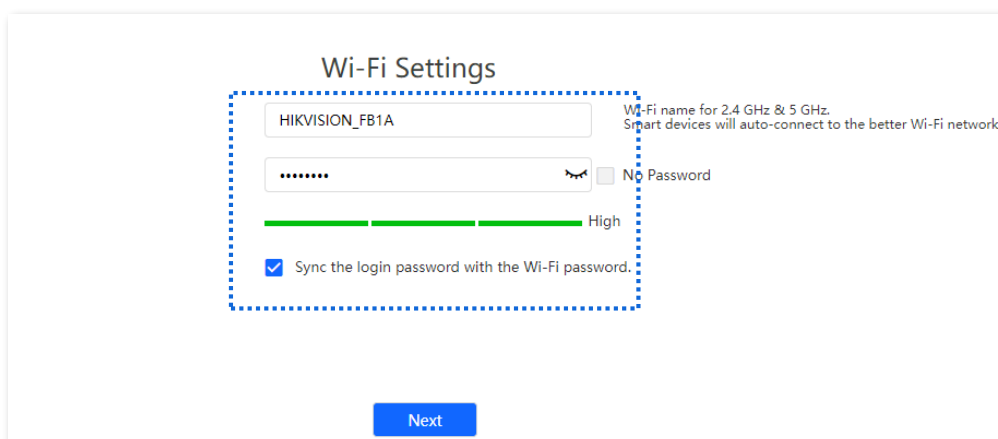 Wi-Fi Settings
HIKVISION_FB1A
Wi-Fi name for 2.4 GHz & 5 GHz.
Smart devices will auto-connect to the better Wi-Fi network
••••••••
No Password
High
Sync the login password with the Wi-Fi password.
Next